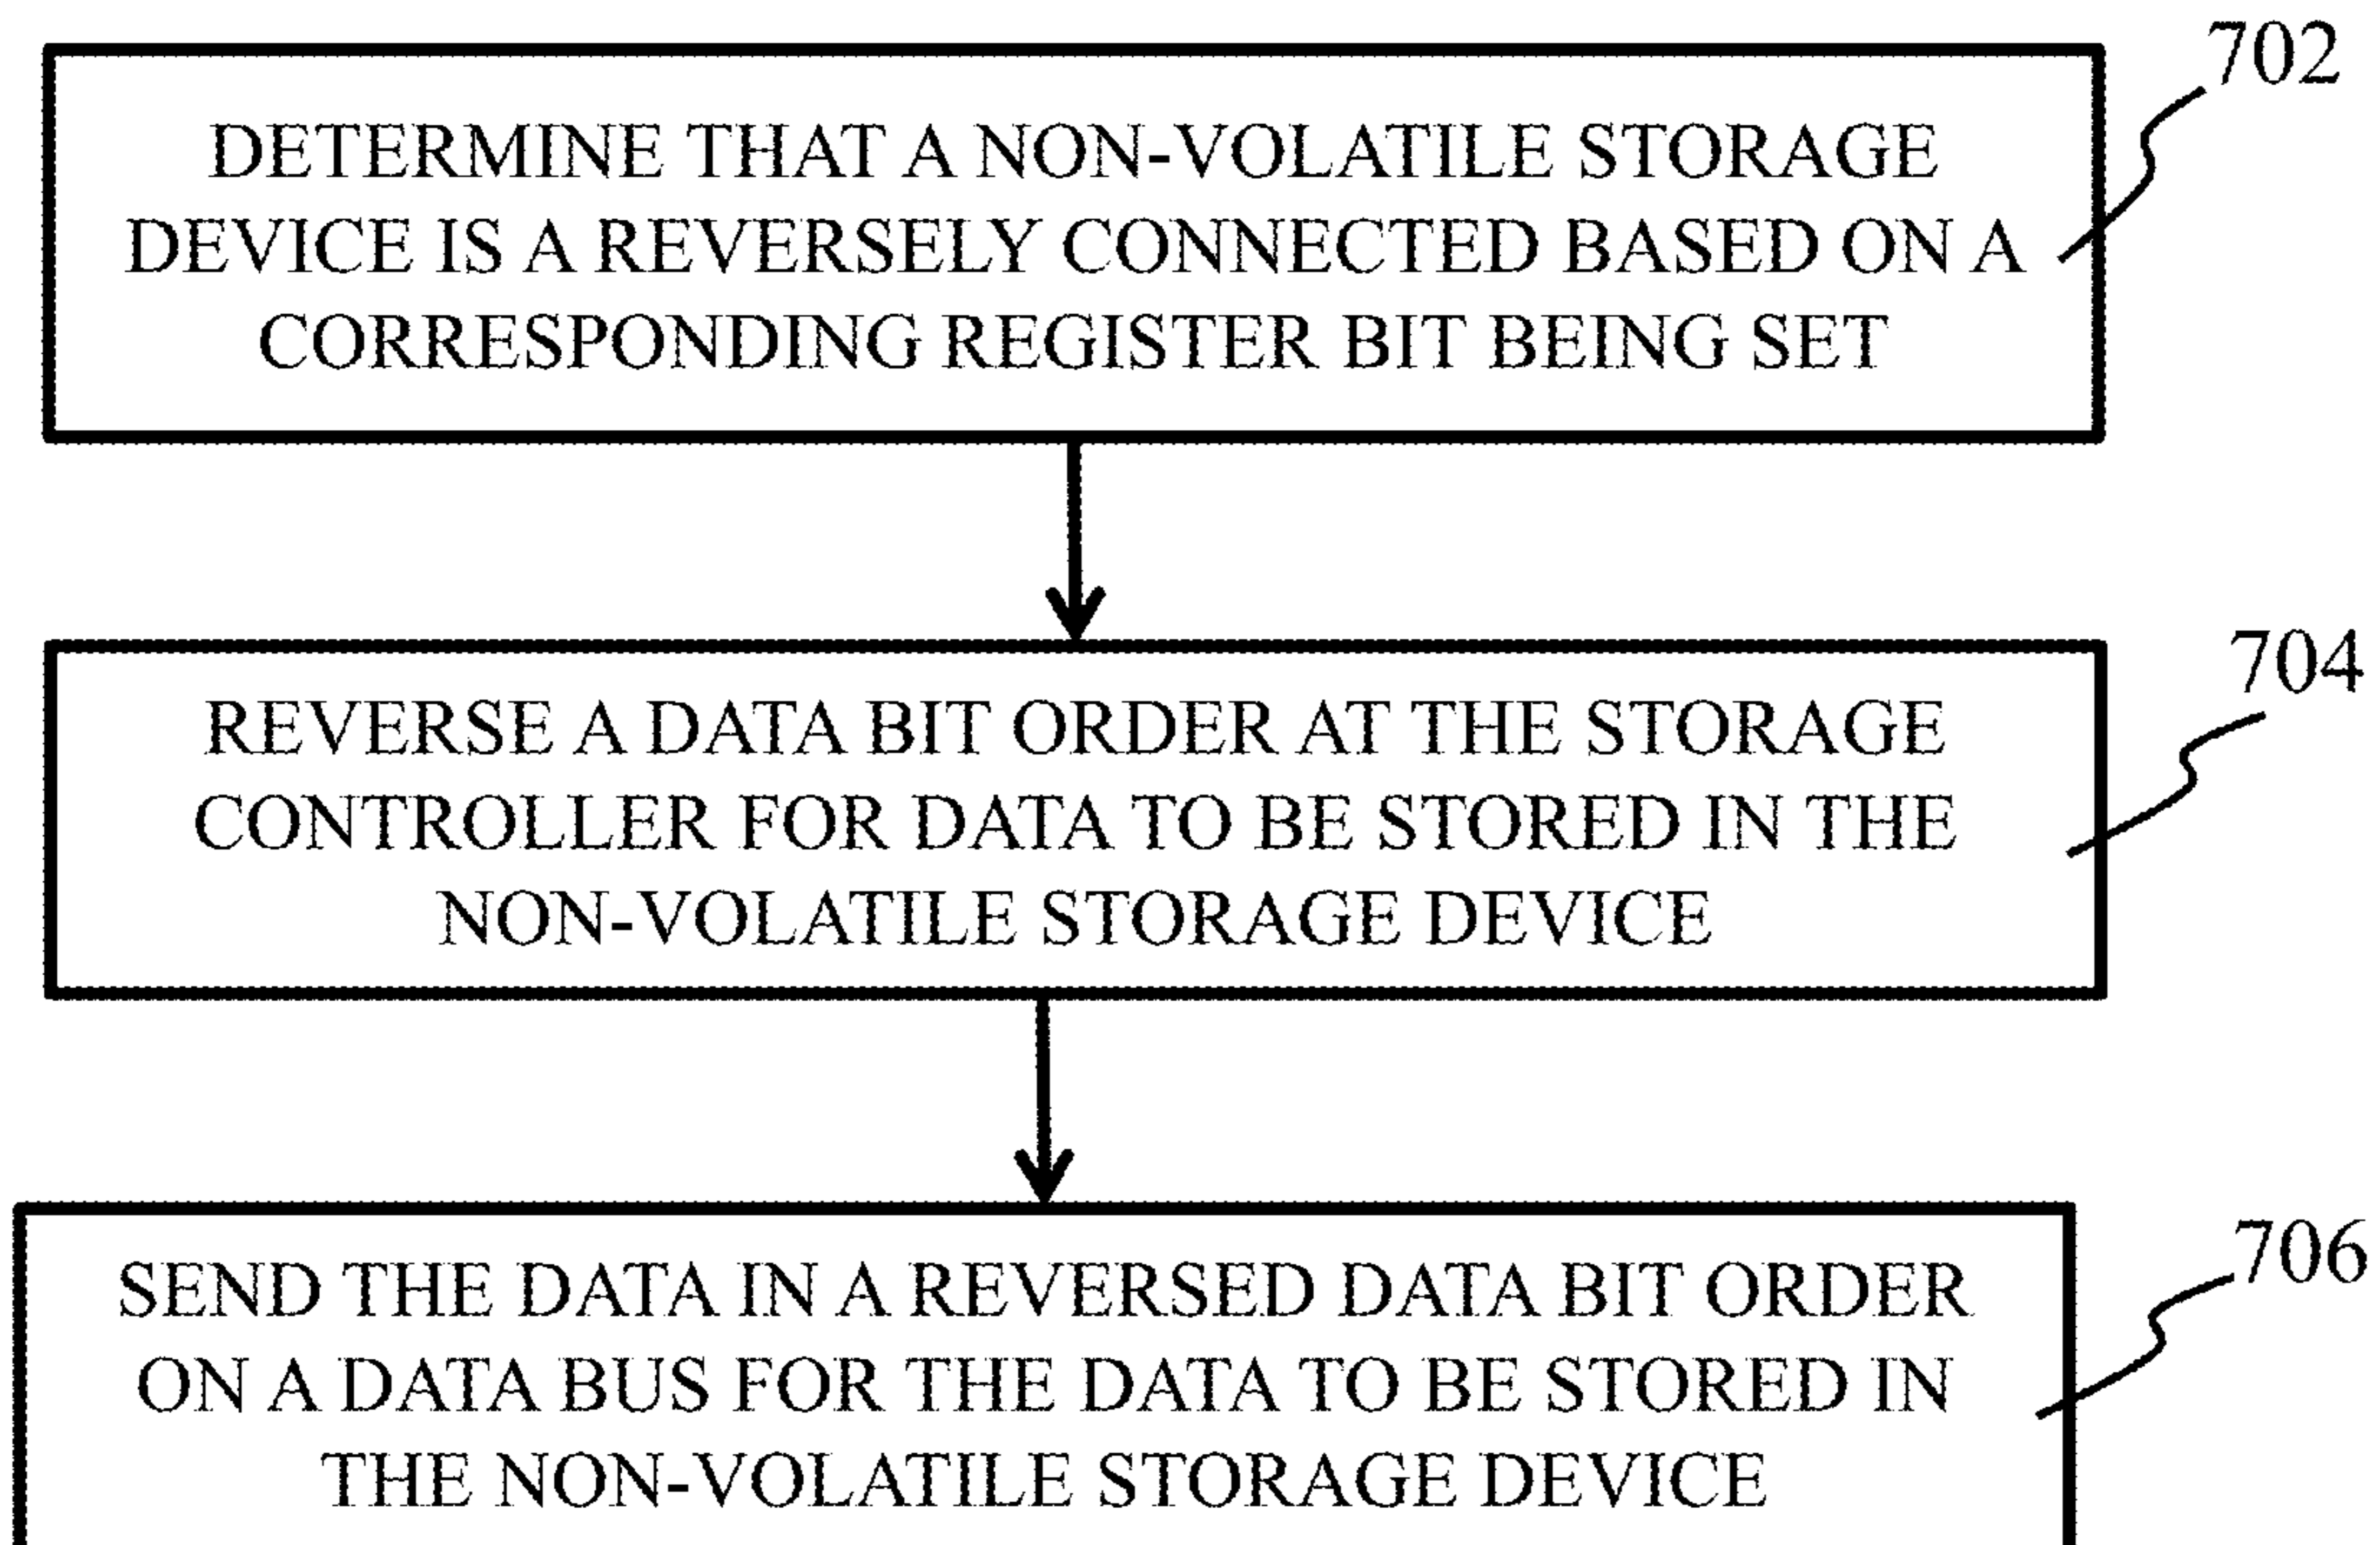 702
DETERMINE THAT A NON-VOLATILE STORAGE
DEVICE IS A REVERSELY CONNECTED BASED ON A
CORRESPONDING REGISTER BIT BEING SET
704
REVERSE A DATA BIT ORDER AT THE STORAGE
CONTROLLER FOR DATA TO BE STORED IN THE
NON-VOLATILE STORAGE DEVICE
706
SEND THE DATA IN A REVERSED DATA BIT ORDER
ON A DATA BUS FOR THE DATA TO BE STORED IN
THE NON-VOLATILE STORAGE DEVICE